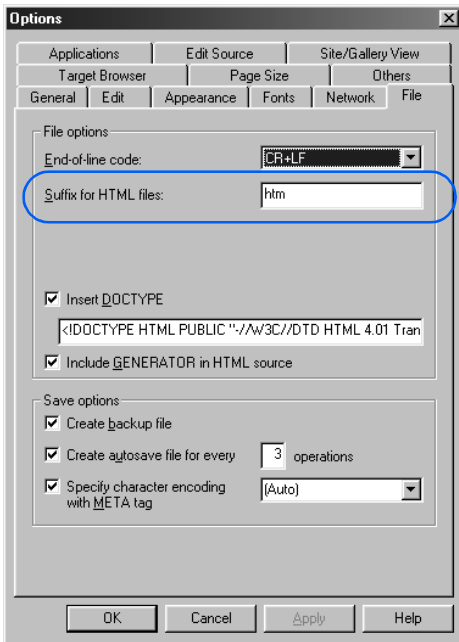 Options
Applications Edit Source Site/Gallery View
Target Browser Page Size Others
General Edit Appearance Fonts Network File
File options
End-of-line code: CR+LF
Suffix for HTML files: htm
Insert DOCTYPE
<!DOCTYPE HTML PUBLIC "-//W3C//DTD HTML 4.01 Tran
Include GENERATOR in HTML source
Save options
Create backup file
Create autosave file for every 3 operations
Specify character encoding (Auto)
with META tag
OK Cancel Apply Help